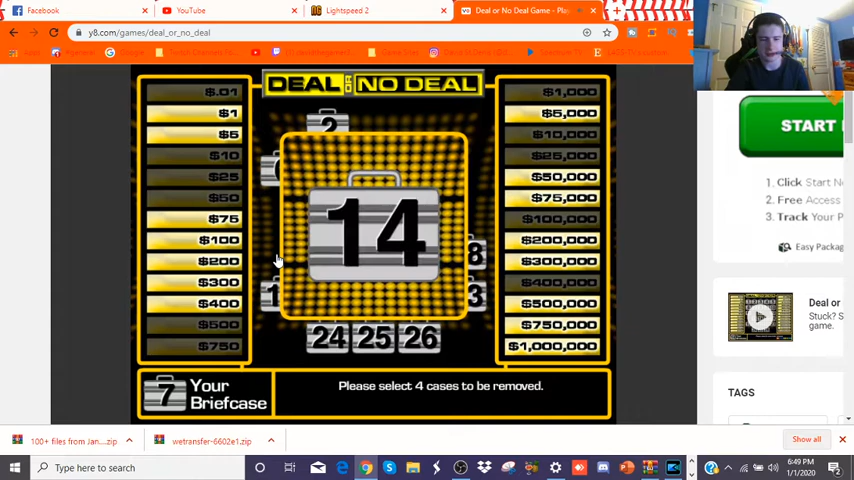 Facebook
YouTube
Lightspeed 2
Deal or No Deal Game - Play
y8.com/games/deal_or_no_deal
Apps
Google
DEAL OR NO DEAL
$.01
$1
$5
$10
$25
$50
$75
$100
$200
$300
$400
$500
$750
2
14
8
3
24 25 26
$1,000
$5,000
$10,000
$25,000
$50,000
$75,000
$100,000
$200,000
$300,000
$400,000
$500,000
$750,000
$1,000,000
7 Your
Briefcase
Please select 4 cases to be removed.
START
1. Click Start N
2. Free Access
3. Track Your P
Easy Packag
Deal or
Stuck? S
game.
TAGS
100+ files from Jan....zip
wetransfer-6602e1.zip
Show all
Type here to search
6:49 PM
1/1/2020
2